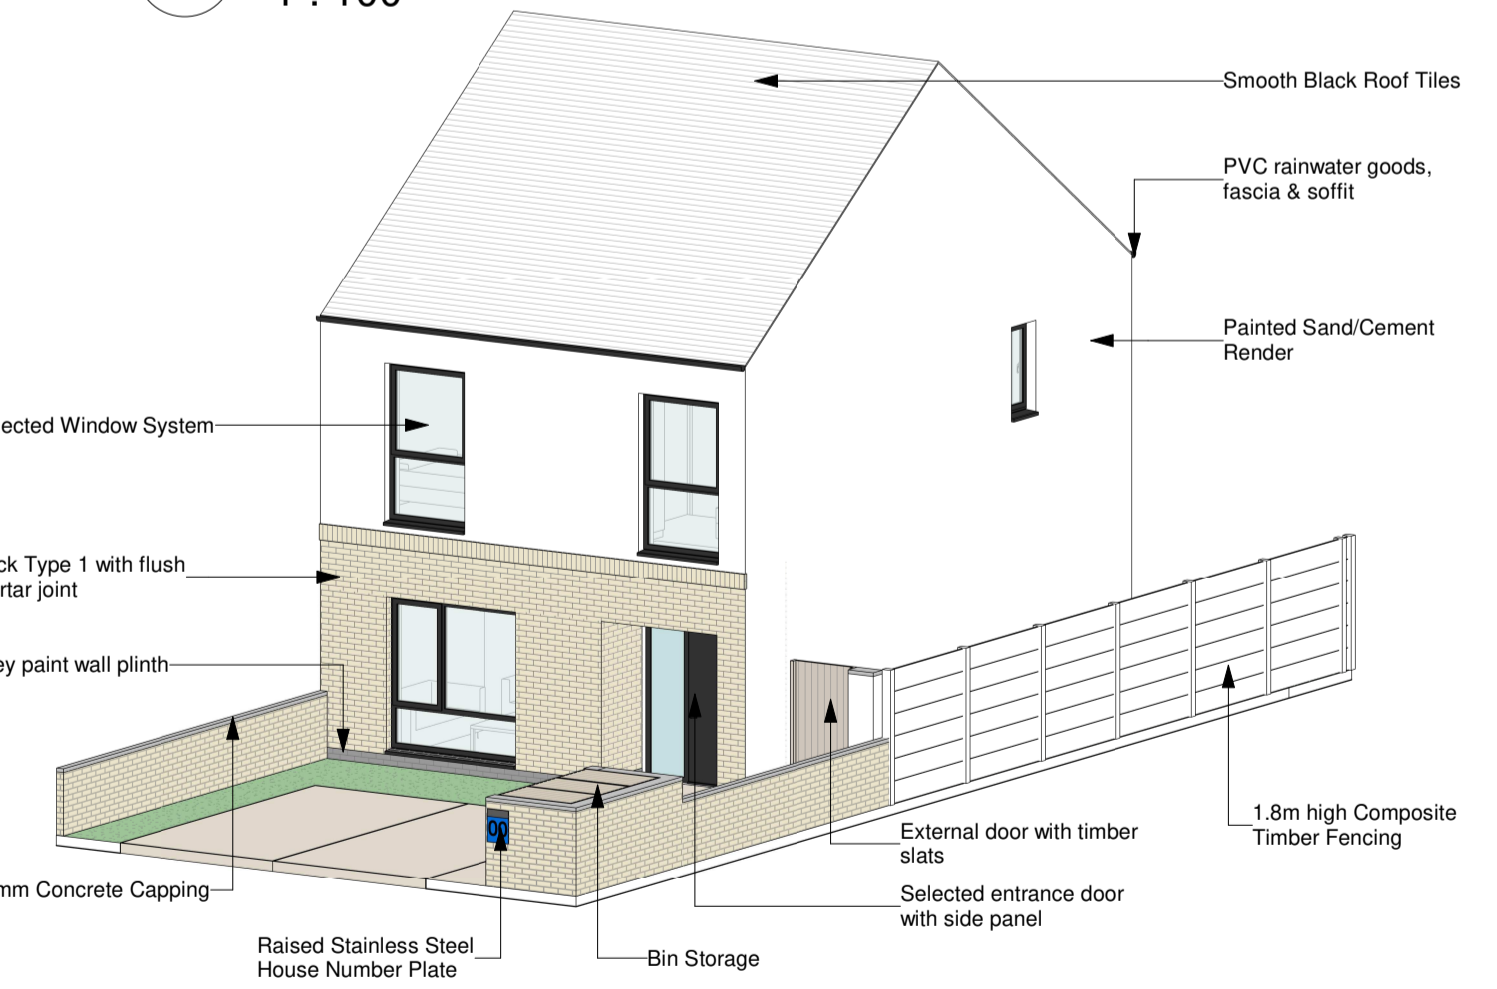 Smooth Black Roof Tiles
PVC rainwater goods,
fascia & soffit
Painted Sand/Cement
Render
ected Window System
ck Type 1 with flush
rtar joint
ey paint wall plinth
mm Concrete Capping
00
Raised Stainless Steel
House Number Plate
Bin Storage
External door with timber
slats
Selected entrance door
with side panel
1.8m high Composite
Timber Fencing